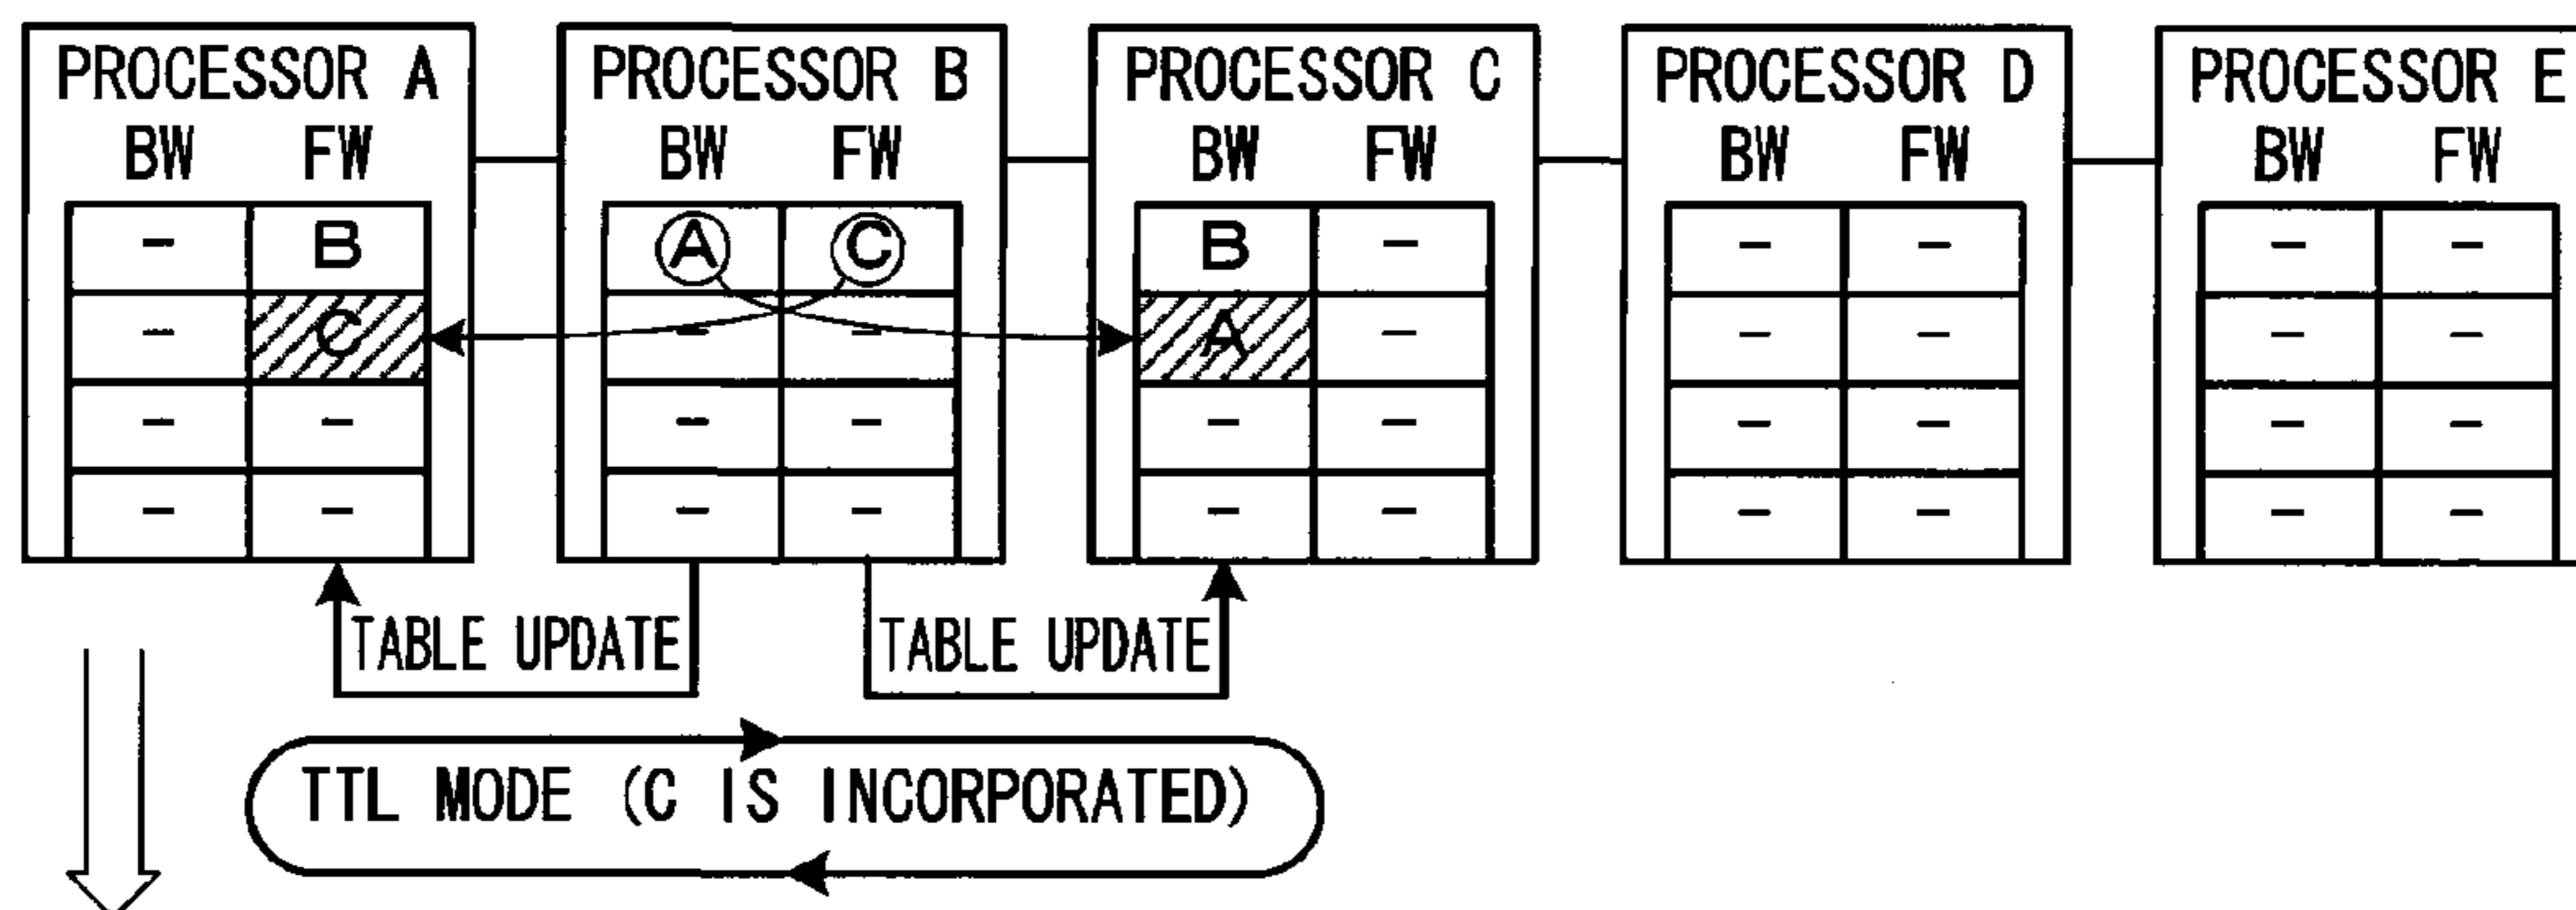 PROCESSOR A PROCESSOR B PROCESSOR C PROCESSOR D PROCESSOR E
BW FW BW FW BW FW BW FW BW FW
- B A C B - - - - -
- C - - A - - - - -
- - - - - - - - - -
- - - - - - - - - -
TABLE UPDATE TABLE UPDATE
TTL MODE (C IS INCORPORATED)